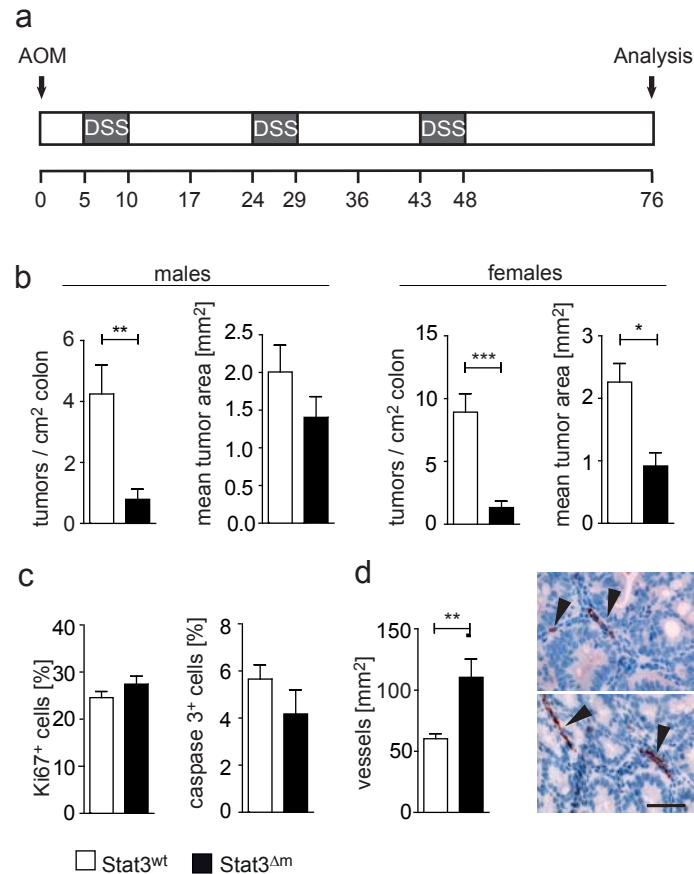 a
AOM Analysis
DSS DSS DSS
0 5 10 17 24 29 36 43 48 76
b
males
females
tumors / cm² colon
6
4
2
0
**
mean tumor area [mm²]
2.5
2.0
1.5
1.0
0.5
0.0
tumors / cm² colon
15
10
5
0
***
mean tumor area [mm²]
3
2
1
0
*
c
Ki67⁺ cells [%]
40
30
20
10
0
caspase 3⁺ cells [%]
8
6
4
2
0
d
vessels [mm²]
150
100
50
0
**
Stat3ʷᵗ Stat3^Δm